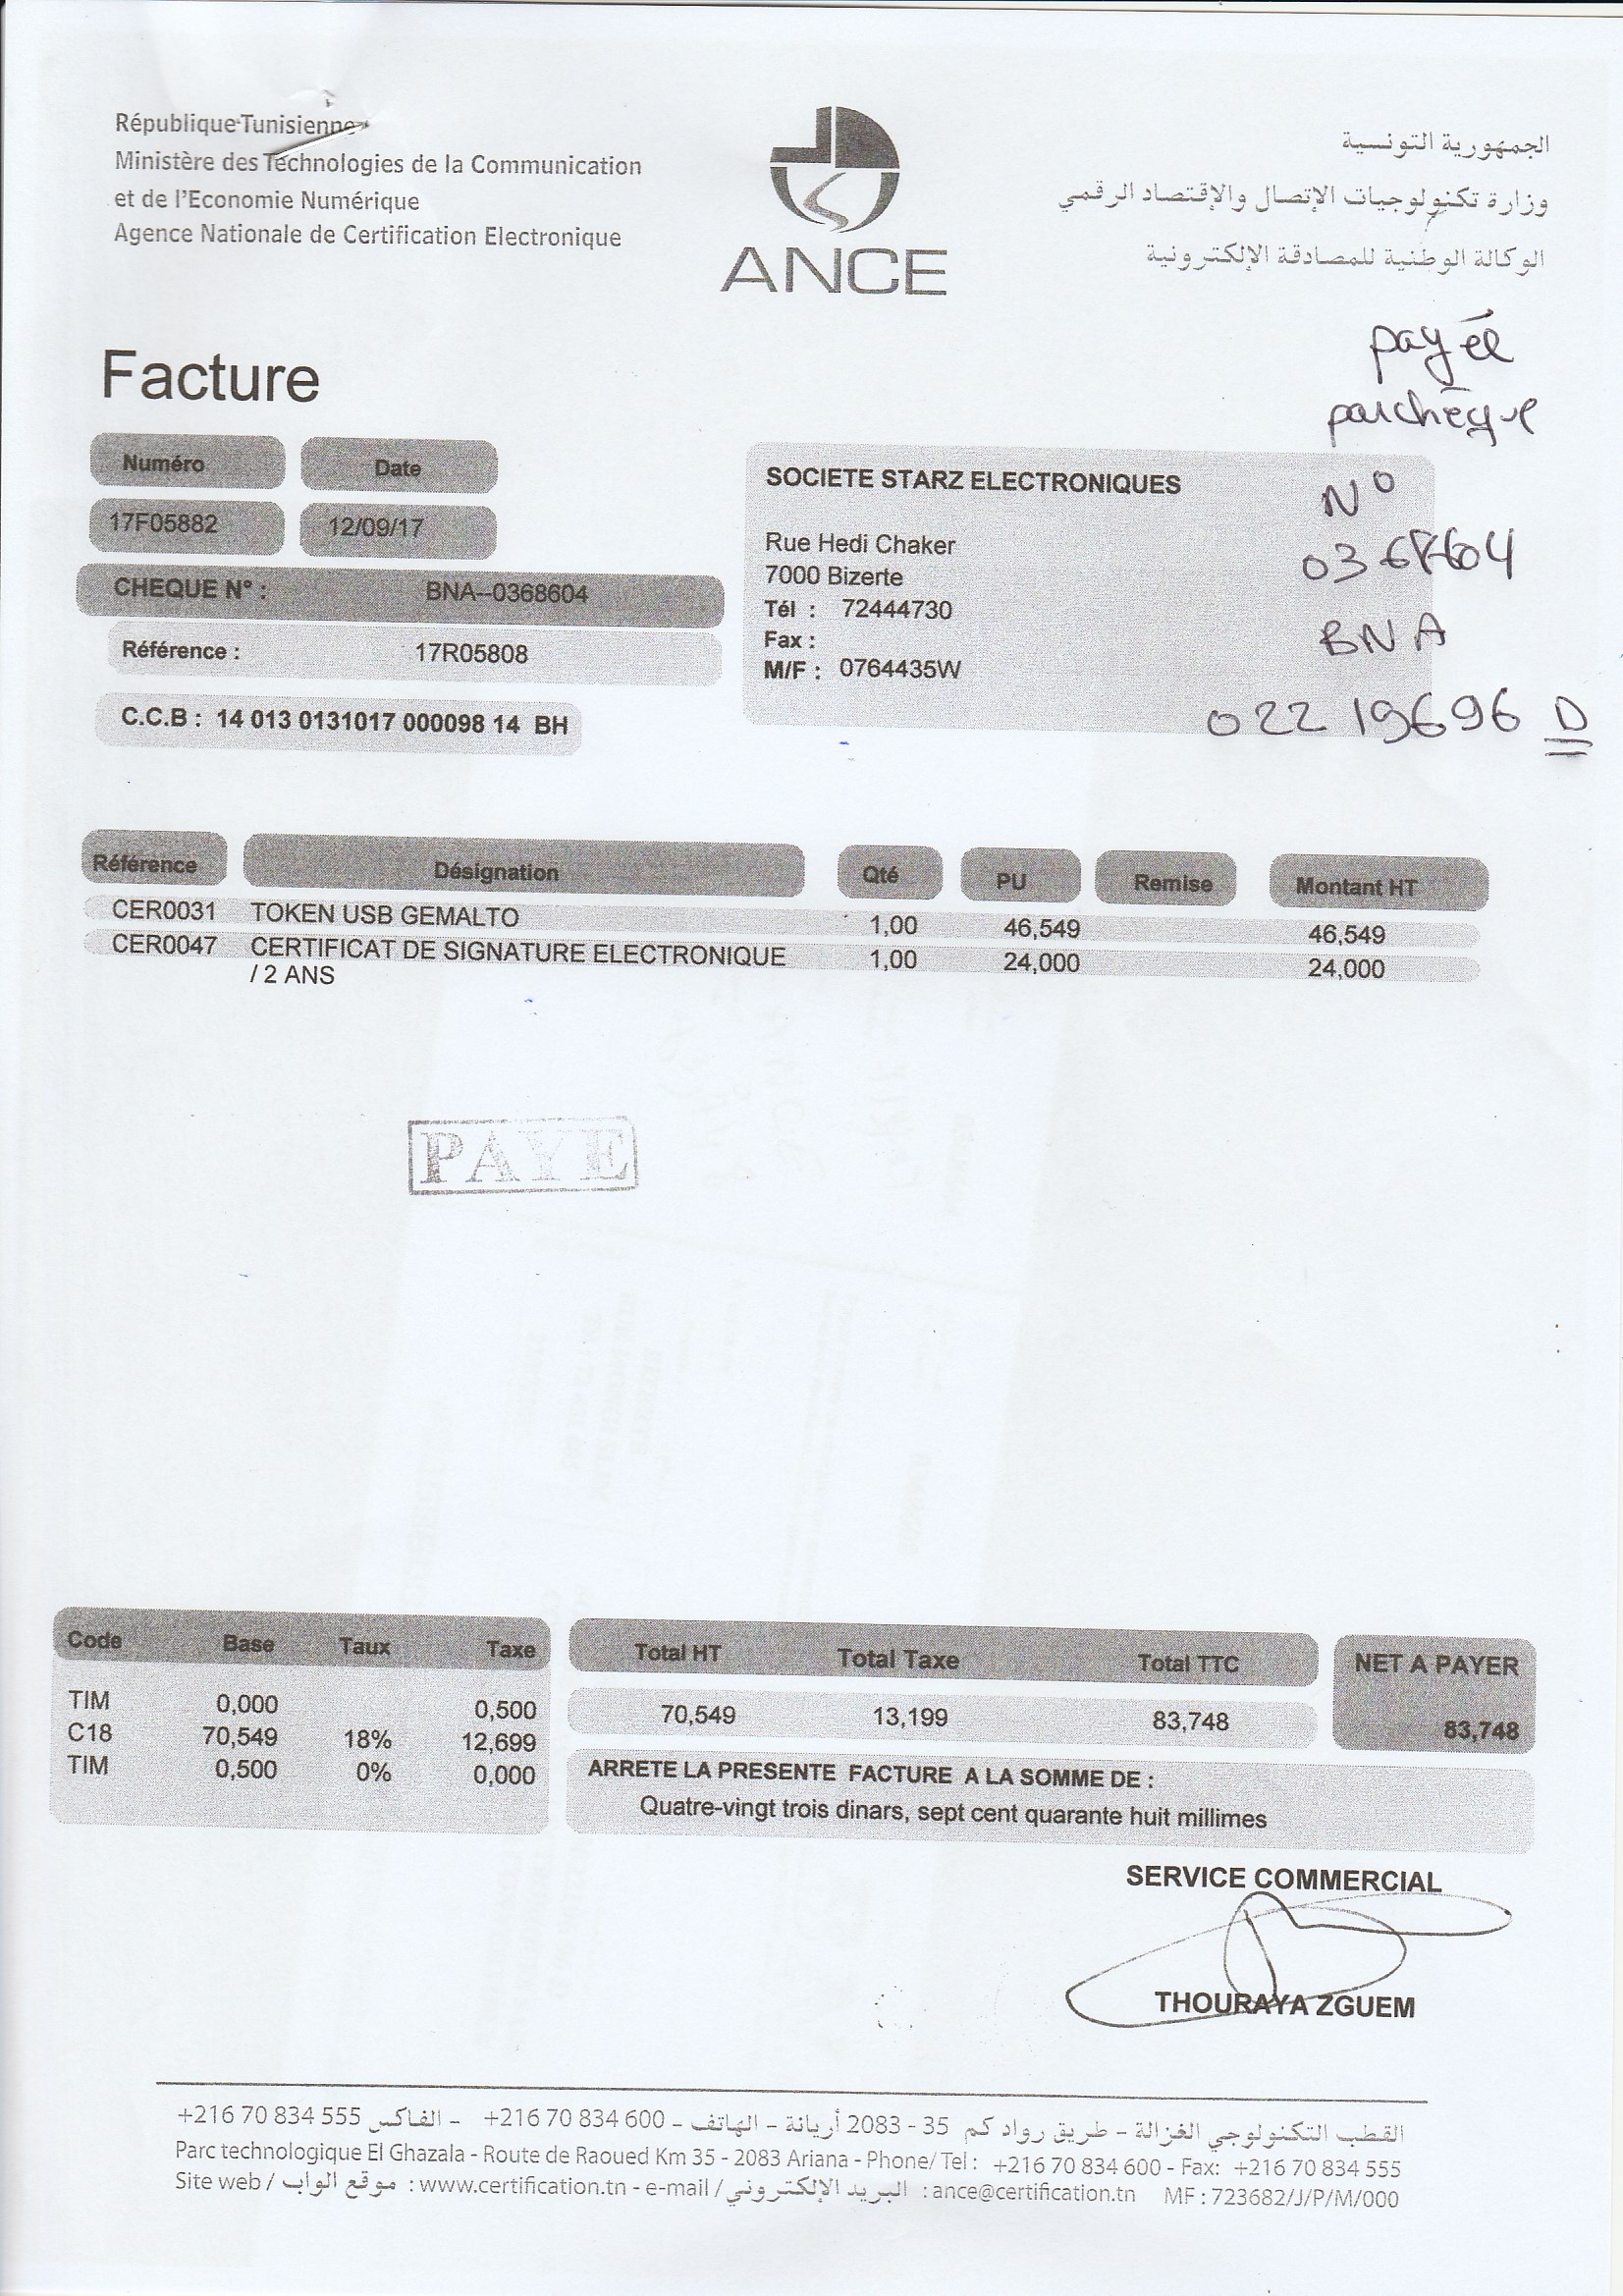 République Tunisienne
Ministère des Technologies de la Communication
et de l'Economie Numérique
Agence Nationale de Certification Electronique
ANCE
الجمهورية التونسية
وزارة تكنولوجيات الإتصال والإقتصاد الرقمي
الوكالة الوطنية للمصادقة الإلكترونية
payée
par chèque
N°
0368604
BNA
02219696 D
Facture
Numéro Date
17F05882 12/09/17
CHEQUE N° : BNA--0368604
Référence : 17R05808
C.C.B : 14 013 0131017 000098 14 BH
SOCIETE STARZ ELECTRONIQUES
Rue Hedi Chaker
7000 Bizerte
Tél : 72444730
Fax :
M/F : 0764435W
Référence Désignation Qté PU Remise Montant HT
CER0031 TOKEN USB GEMALTO 1,00 46,549 46,549
CER0047 CERTIFICAT DE SIGNATURE ELECTRONIQUE 1,00 24,000 24,000
/ 2 ANS
PAYE
Code Base Taux Taxe
TIM 0,000 0,500
C18 70,549 18% 12,699
TIM 0,500 0% 0,000
Total HT Total Taxe Total TTC
70,549 13,199 83,748
NET A PAYER
83,748
ARRETE LA PRESENTE FACTURE A LA SOMME DE :
Quatre-vingt trois dinars, sept cent quarante huit millimes
SERVICE COMMERCIAL
THOURAYA ZGUEM
القطب التكنولوجي الغزالة - طريق رواد كم 35 - 2083 أريانة - الهاتف - 600 834 70 216+ - الفاكس 555 834 70 216+
Parc technologique El Ghazala - Route de Raoued Km 35 - 2083 Ariana - Phone/ Tel : +216 70 834 600 - Fax: +216 70 834 555
Site web / موقع الواب : www.certification.tn - e-mail / البريد الإلكتروني : ance@certification.tn MF : 723682/J/P/M/000